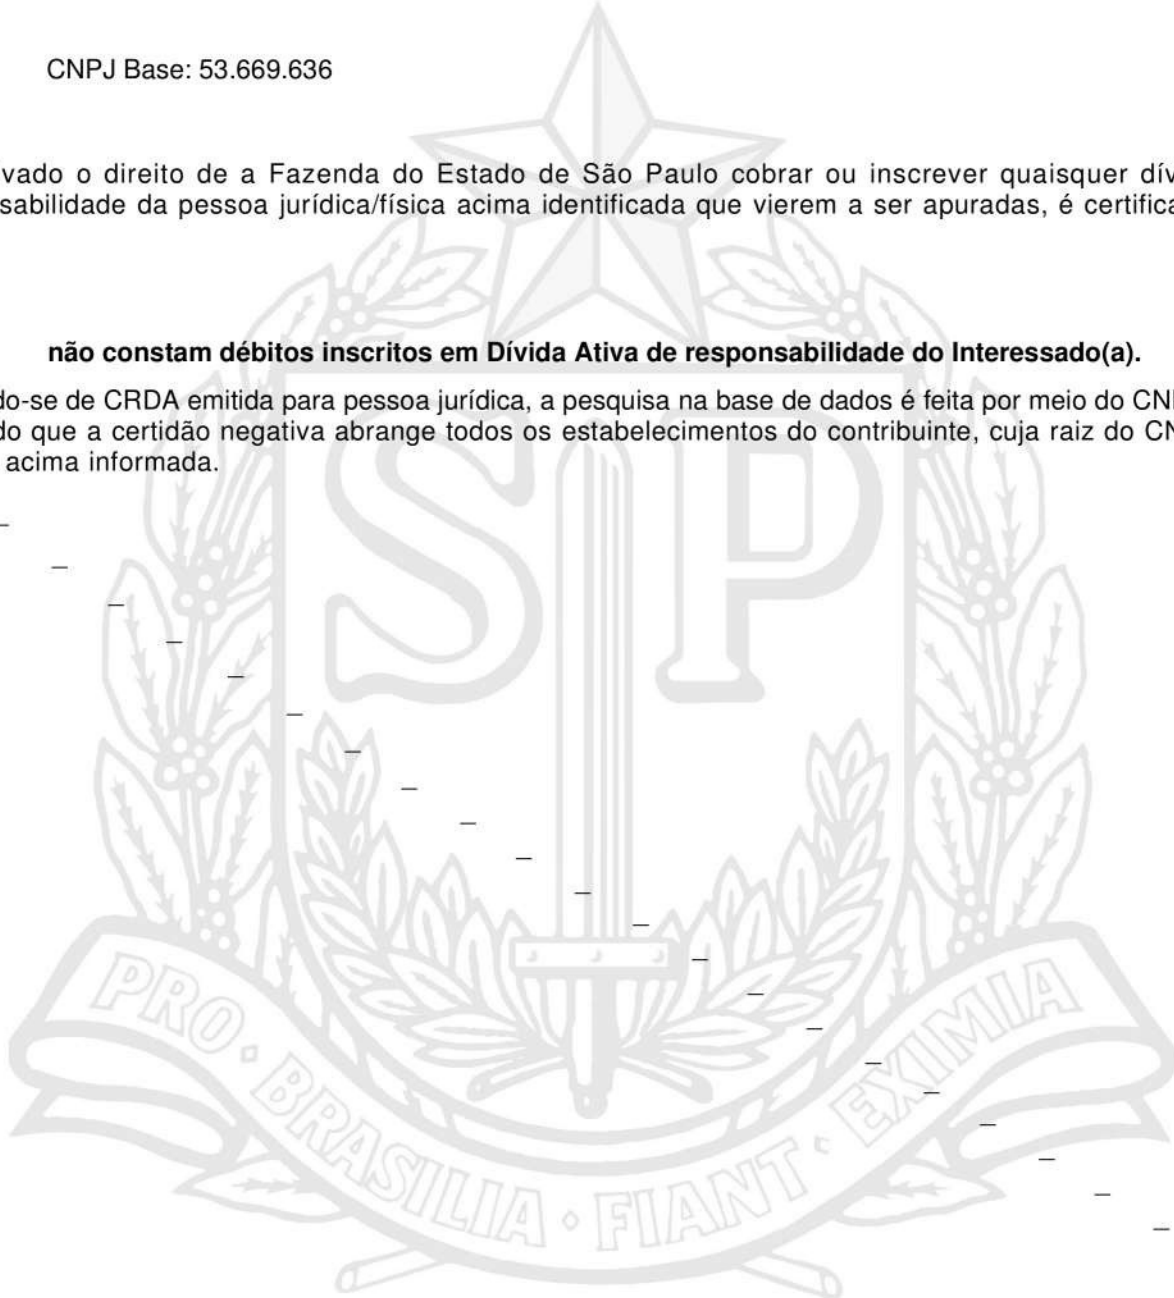 CNPJ Base: 53.669.636
vado o direito de a Fazenda do Estado de São Paulo cobrar ou inscrever quaisquer dív
sabilidade da pessoa jurídica/física acima identificada que vierem a ser apuradas, é certifica
não constam débitos inscritos em Dívida Ativa de responsabilidade do Interessado(a).
do-se de CRDA emitida para pessoa jurídica, a pesquisa na base de dados é feita por meio do CN
do que a certidão negativa abrange todos os estabelecimentos do contribuinte, cuja raiz do CN
acima informada.
SP
PRO • BRASILIA • FIANT • EXIMIA